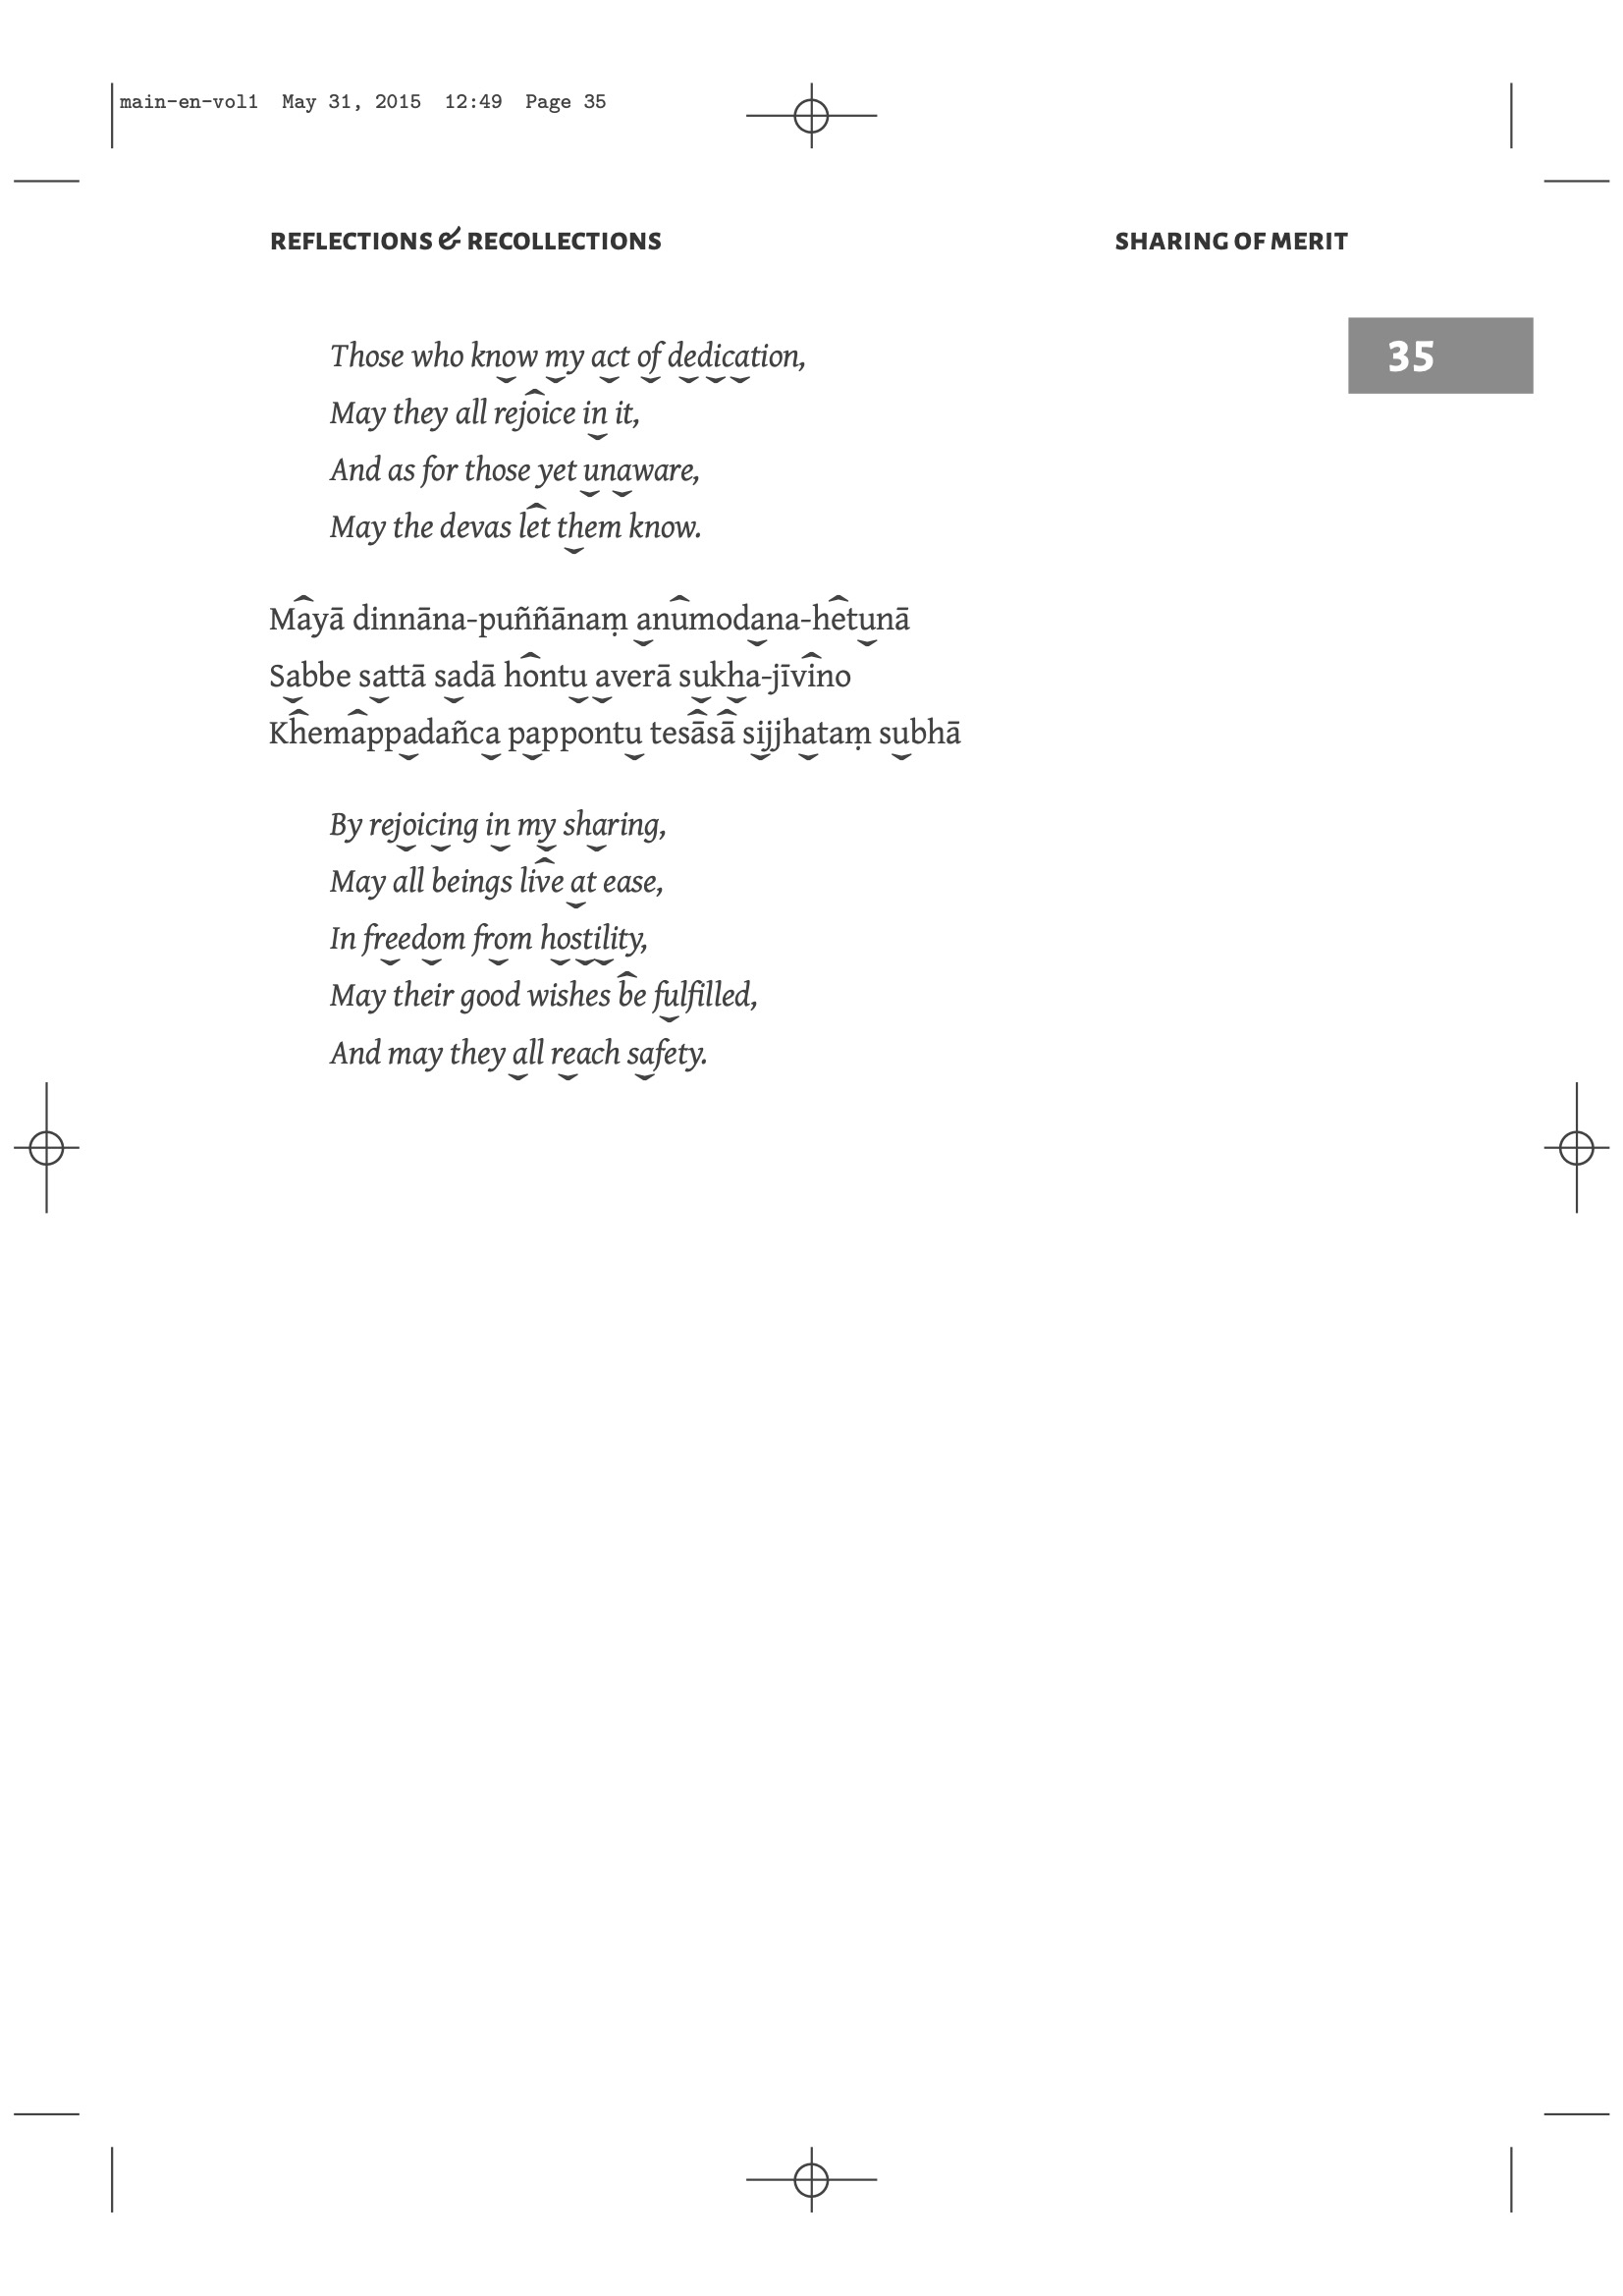 main-en-vol1 May 31, 2015 12:49 Page 35
REFLECTIONS & RECOLLECTIONS SHARING OF MERIT
35
Those who know my act of dedication,
May they all rejoice in it,
And as for those yet unaware,
May the devas let them know.
Mayā dinnāna-puññānaṃ anumodana-hetunā
Sabbe sattā sadā hontu averā sukha-jīvino
Khemappadañca pappontu tesāsā sijjhataṃ subhā
By rejoicing in my sharing,
May all beings live at ease,
In freedom from hostility,
May their good wishes be fulfilled,
And may they all reach safety.